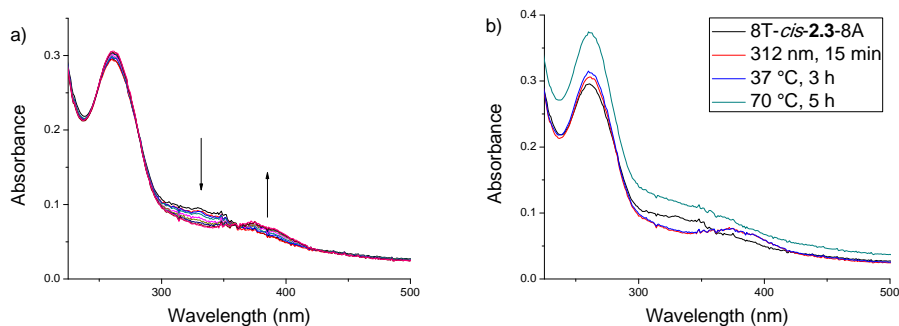 a)
Absorbance
0.4
0.3
0.2
0.1
0.0
300
400
500
Wavelength (nm)
b)
Absorbance
0.4
0.3
0.2
0.1
0.0
300
400
500
Wavelength (nm)
8T-cis-2.3-8A
312 nm, 15 min
37 °C, 3 h
70 °C, 5 h